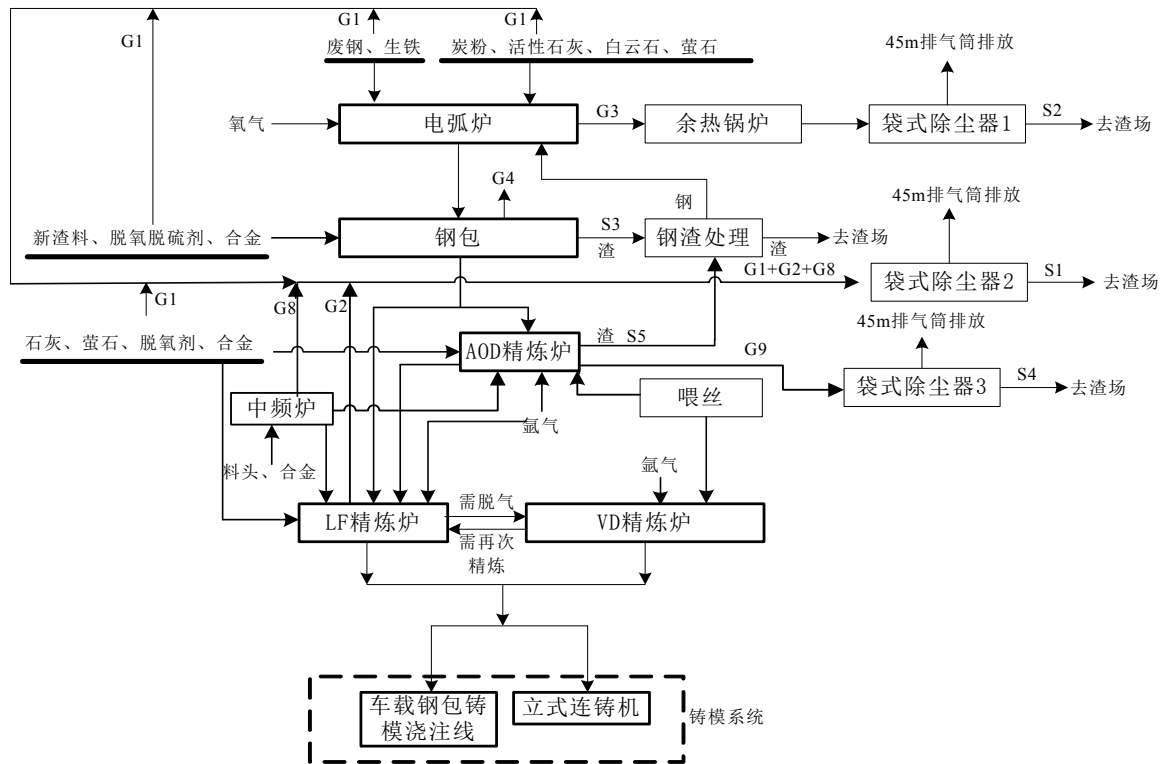 G1
G1
G1
废钢、生铁
炭粉、活性石灰、白云石、萤石
45m排气筒排放
氧气
电弧炉
G3
余热锅炉
袋式除尘器1
S2
去渣场
G4
钢
45m排气筒排放
新渣料、脱氧脱硫剂、合金
钢包
S3
渣
钢渣处理
渣
去渣场
G1
G8
G2
G1+G2+G8
袋式除尘器2
S1
去渣场
石灰、萤石、脱氧剂、合金
AOD精炼炉
渣 S5
G9
45m排气筒排放
袋式除尘器3
S4
去渣场
中频炉
喂丝
氩气
料头、合金
氩气
LF精炼炉
需脱气
需再次
精炼
VD精炼炉
车载钢包铸
模浇注线
立式连铸机
铸模系统